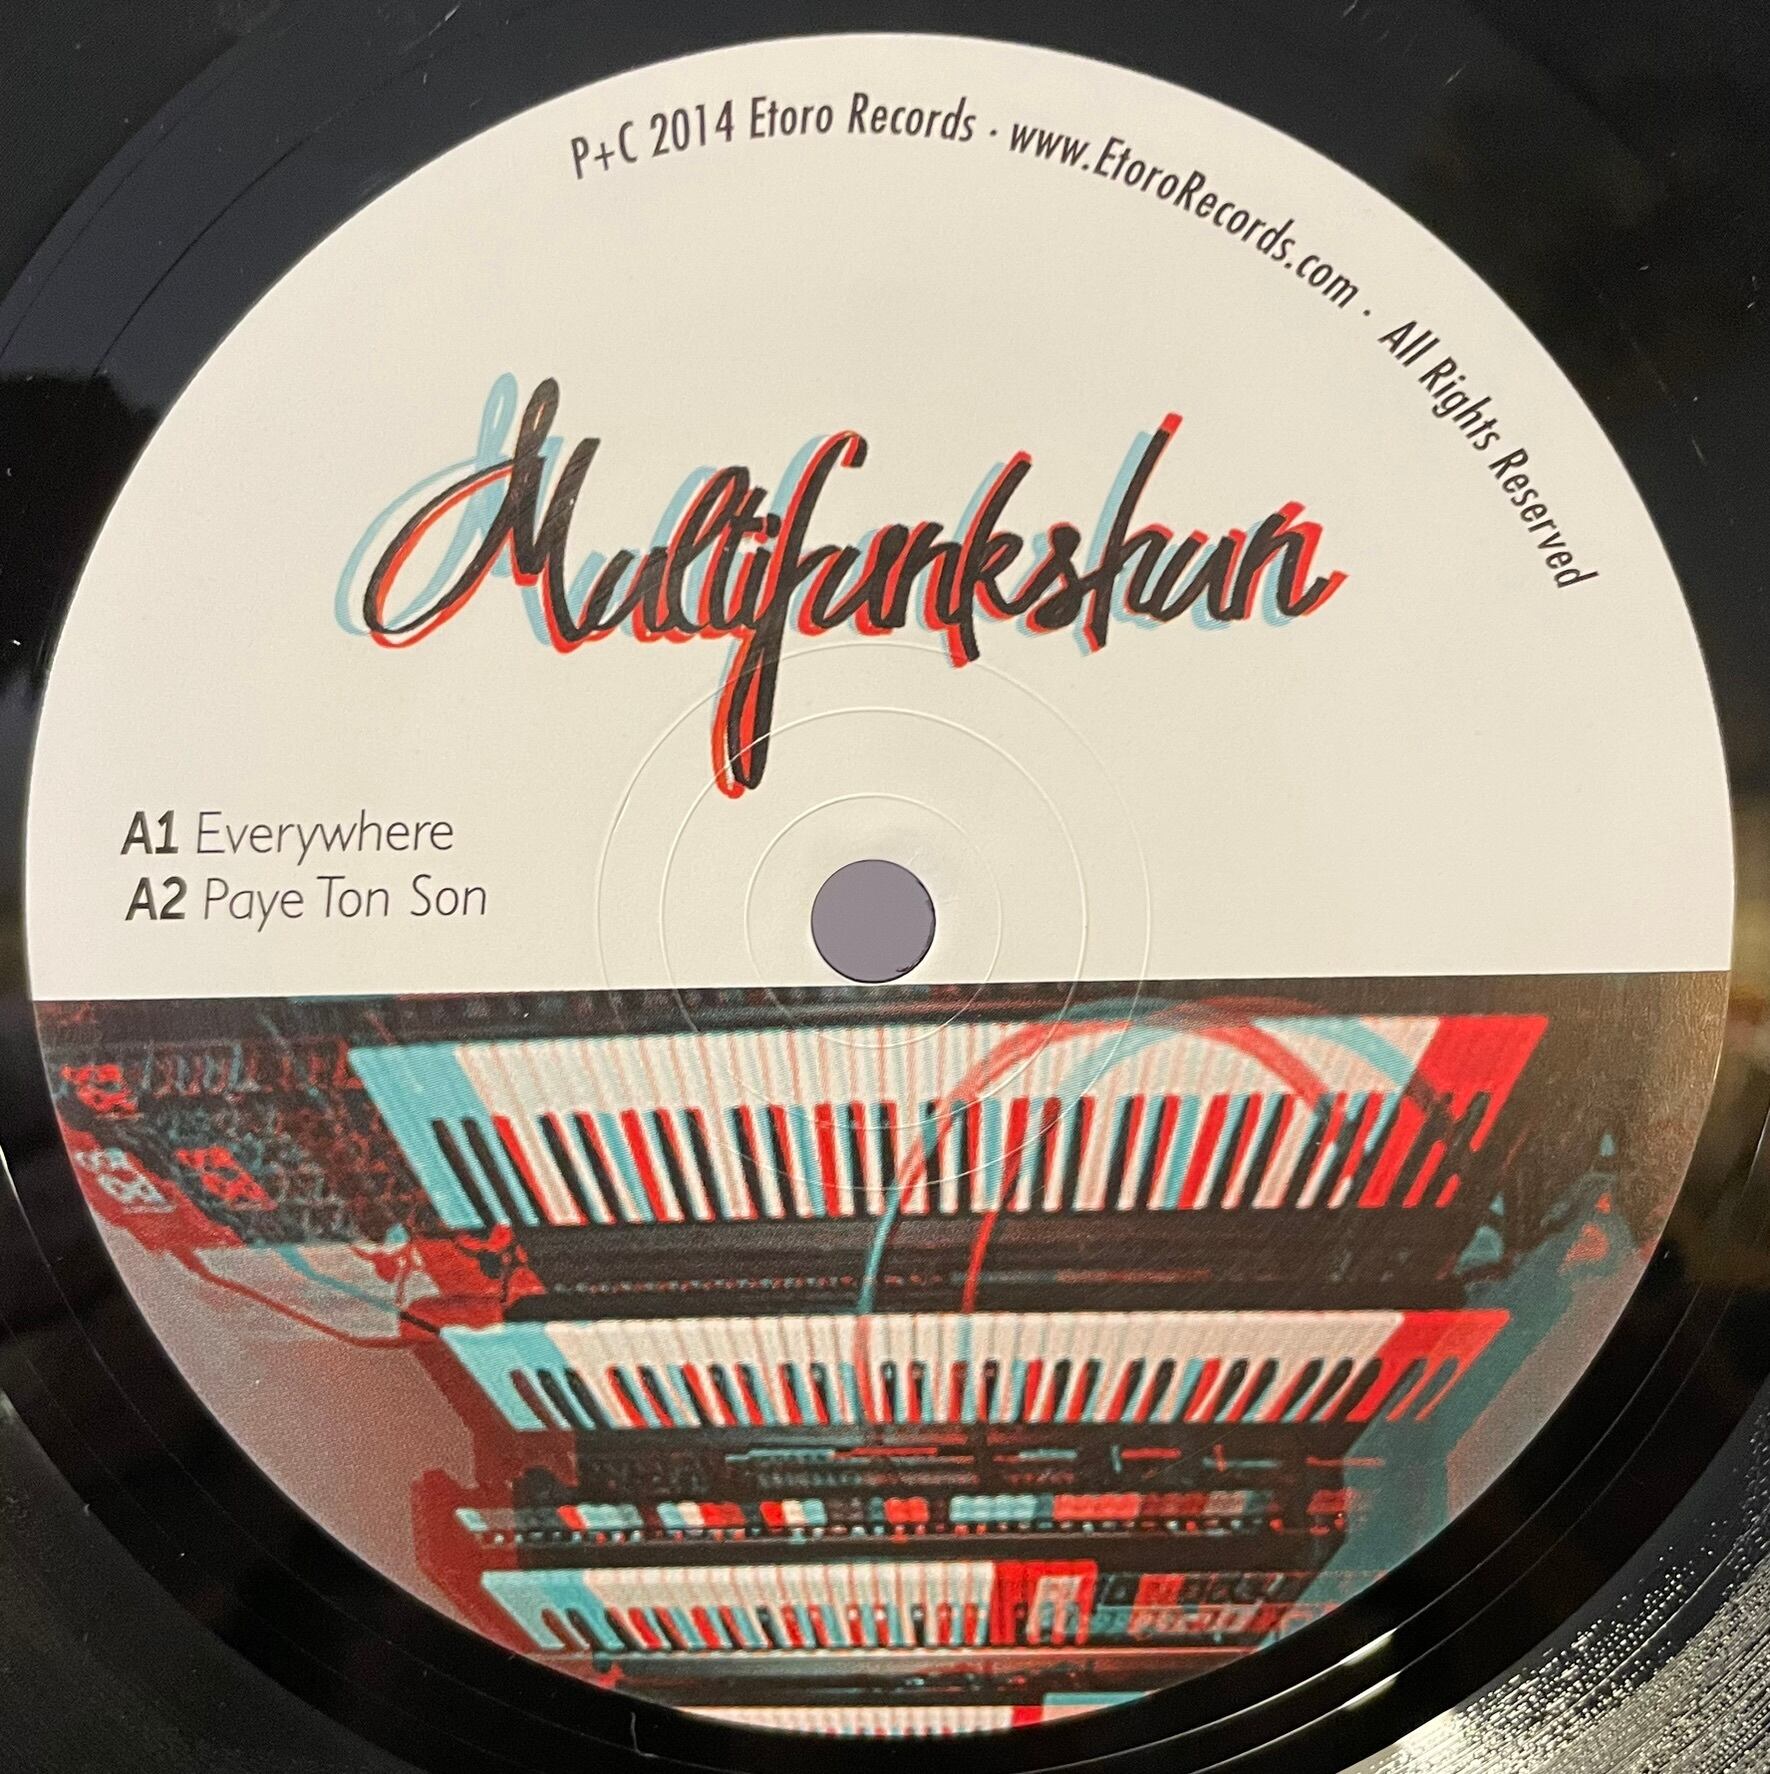 P+C 2014 Etoro Records · www.EtoroRecords.com · All Rights Reserved
Multifunkshun
A1 Everywhere
A2 Paye Ton Son